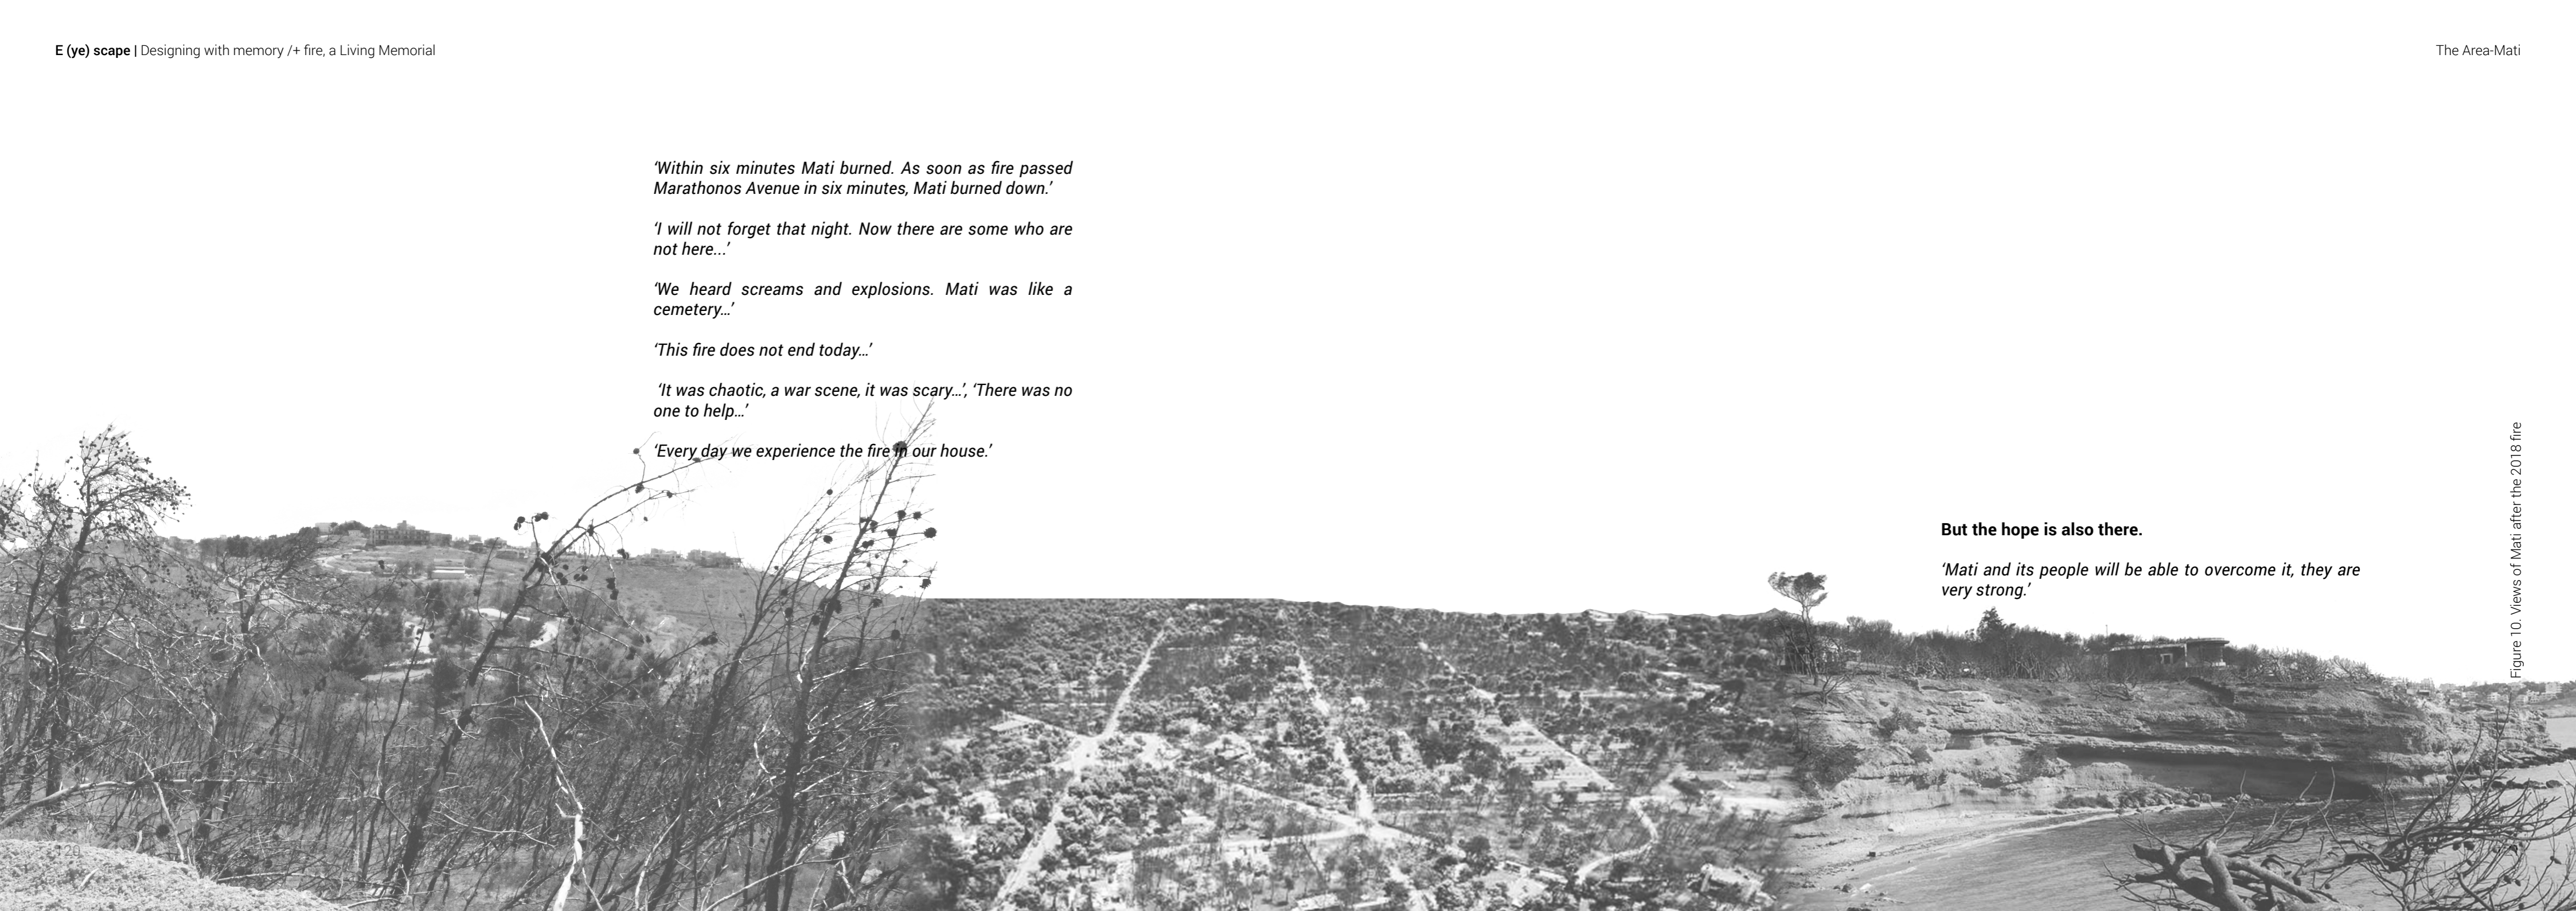 E (ye) scape | Designing with memory /+ fire, a Living Memorial
The Area-Mati
‘Within six minutes Mati burned. As soon as fire passed
Marathonos Avenue in six minutes, Mati burned down.’
‘I will not forget that night. Now there are some who are
not here...’
‘We heard screams and explosions. Mati was like a
cemetery…’
‘This fire does not end today…’
‘It was chaotic, a war scene, it was scary…’, ‘There was no
one to help…’
‘Every day we experience the fire in our house.’
But the hope is also there.
‘Mati and its people will be able to overcome it, they are
very strong.’
Figure 10. Views of Mati after the 2018 fire